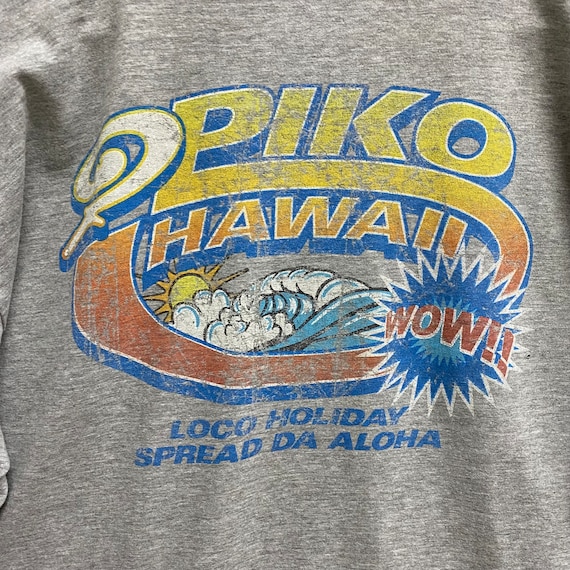 PIKO
HAWAII
WOW!!
LOCO HOLIDAY
SPREAD DA ALOHA